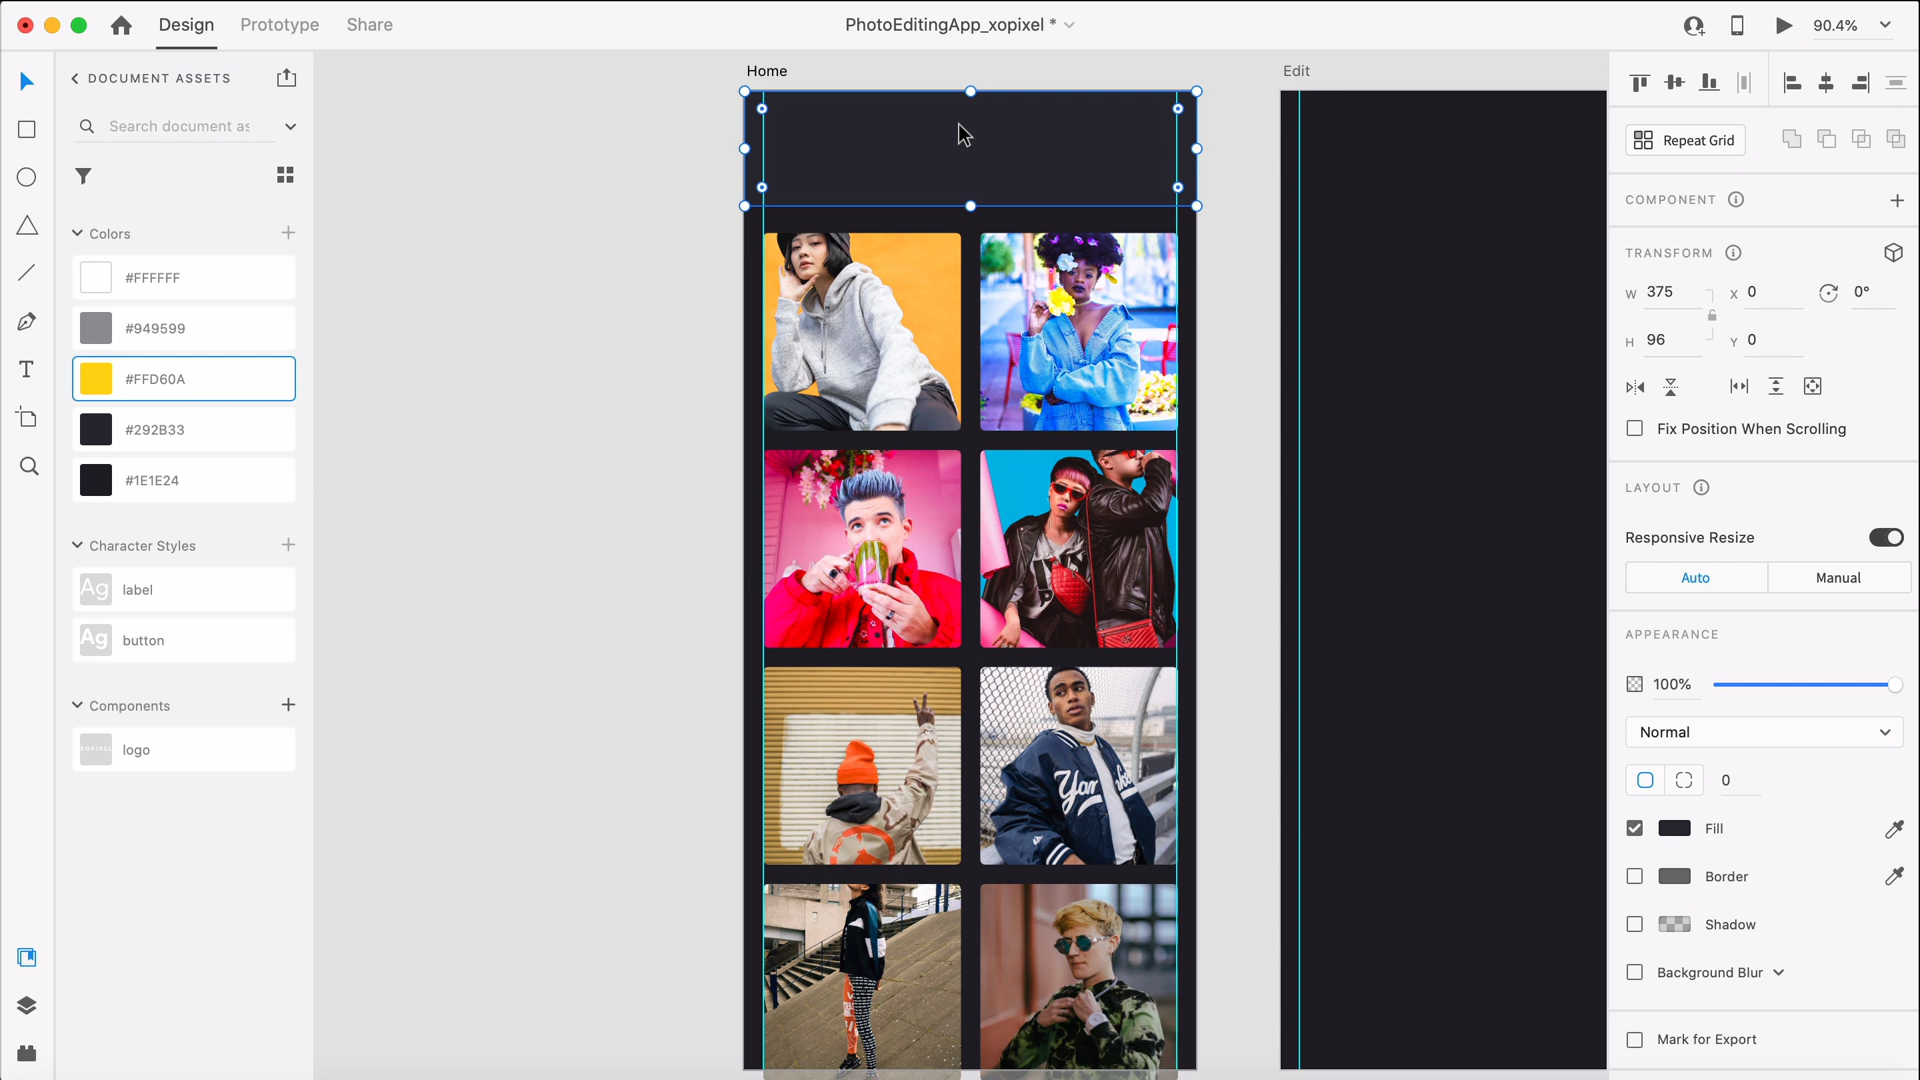 Design Prototype Share
PhotoEditingApp_xopixel *
90.4%
DOCUMENT ASSETS
Search document as
Colors
#FFFFFF
#949599
#FFD60A
#292B33
#1E1E24
Character Styles
Ag label
Ag button
Components
XOPIXEL logo
Home
Edit
Yankee
Repeat Grid
COMPONENT
TRANSFORM
W 375 X 0 0°
H 96 Y 0
Fix Position When Scrolling
LAYOUT
Responsive Resize
Auto Manual
APPEARANCE
100%
Normal
0
Fill
Border
Shadow
Background Blur
Mark for Export